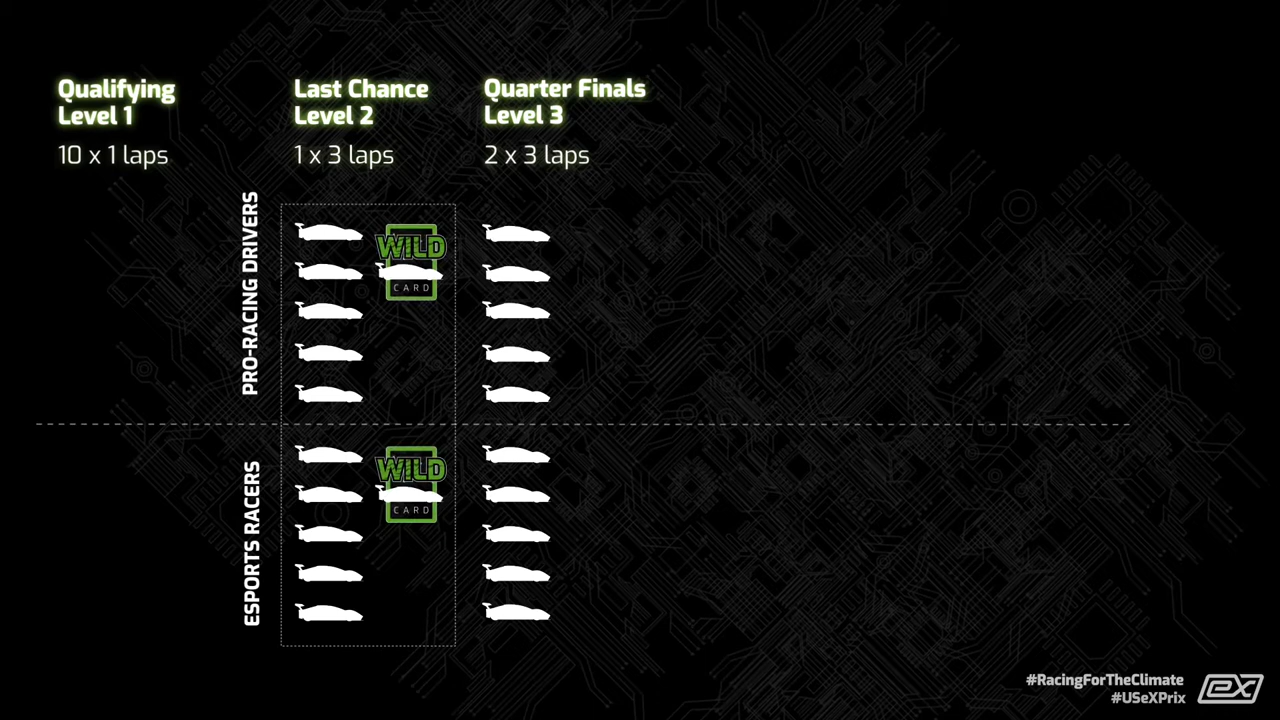 Qualifying
Level 1
10 x 1 laps
Last Chance
Level 2
1 x 3 laps
Quarter Finals
Level 3
2 x 3 laps
PRO-RACING DRIVERS
WILD
CARD
ESPORTS RACERS
WILD
CARD
#RacingForTheClimate
#USeXPrix
ex